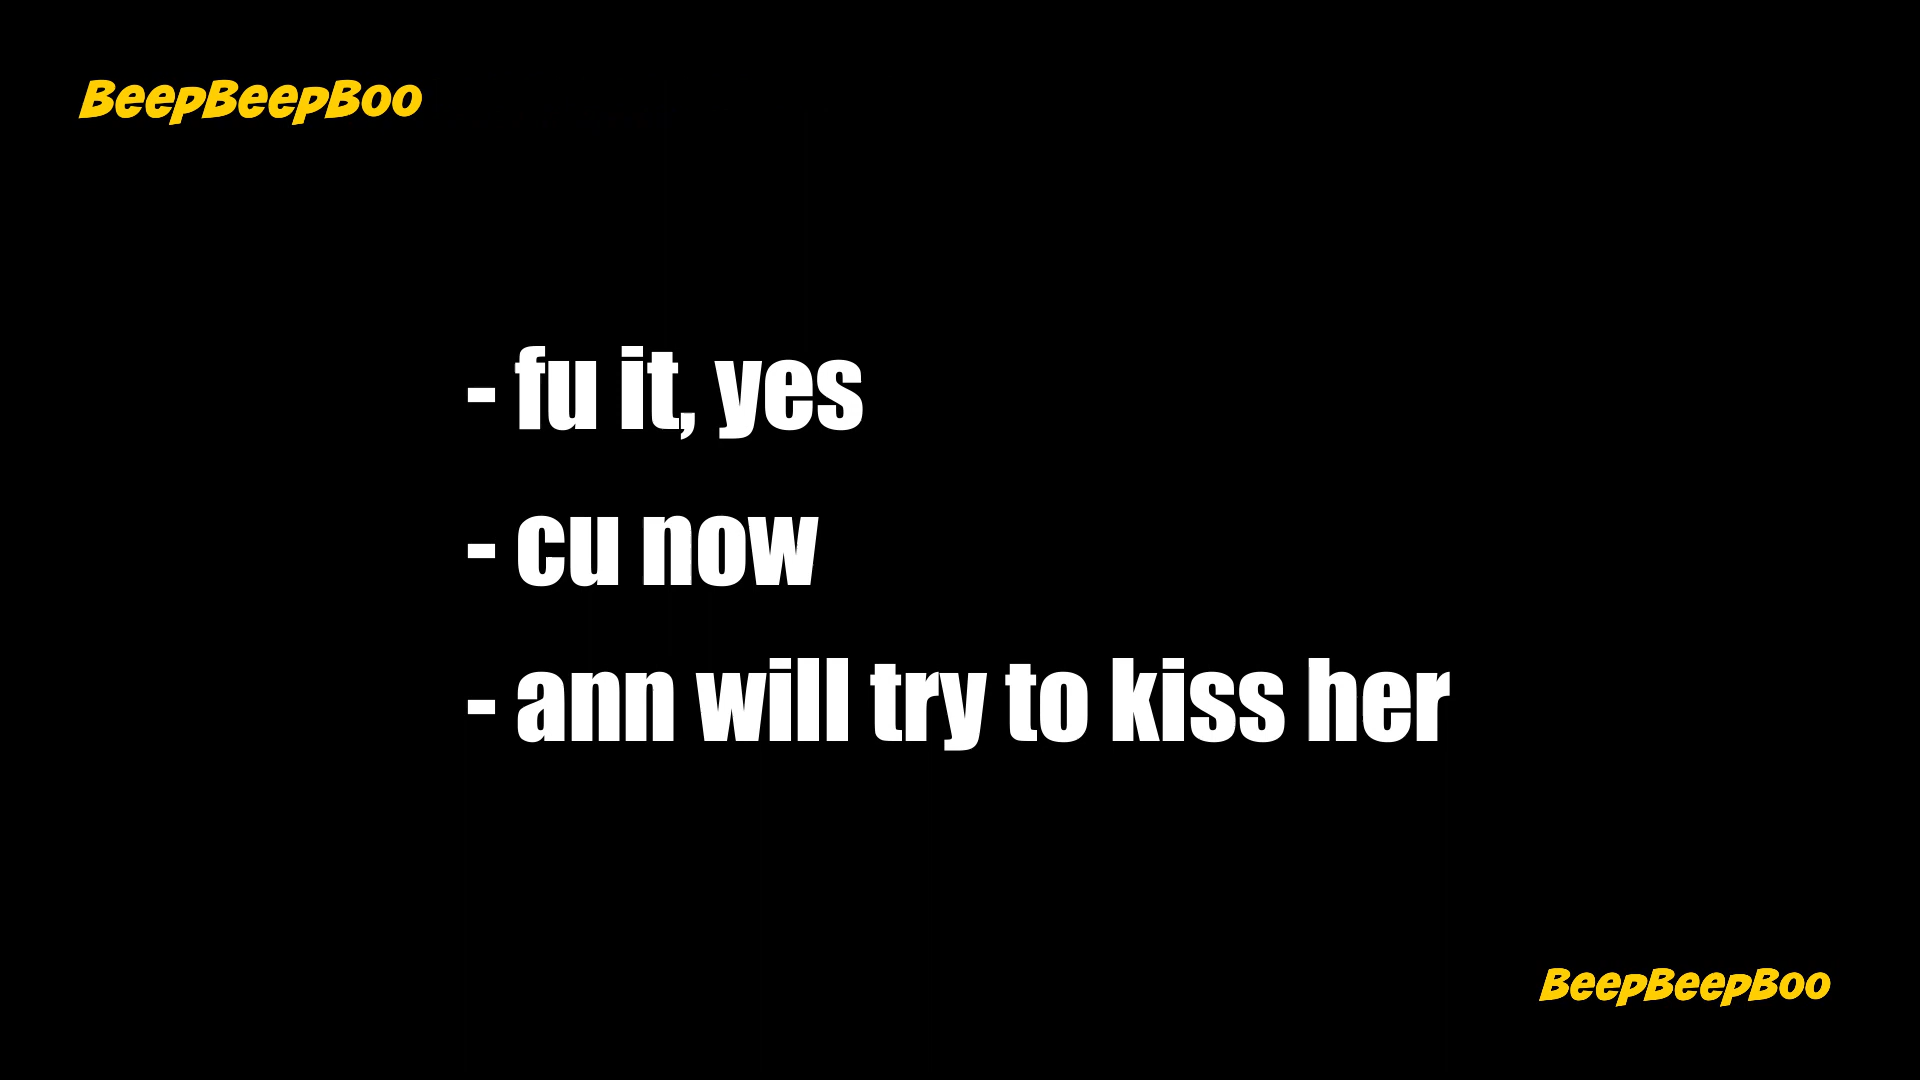 BeepBeepBoo
- fu it, yes
- cu now
- ann will try to kiss her
BeepBeepBoo